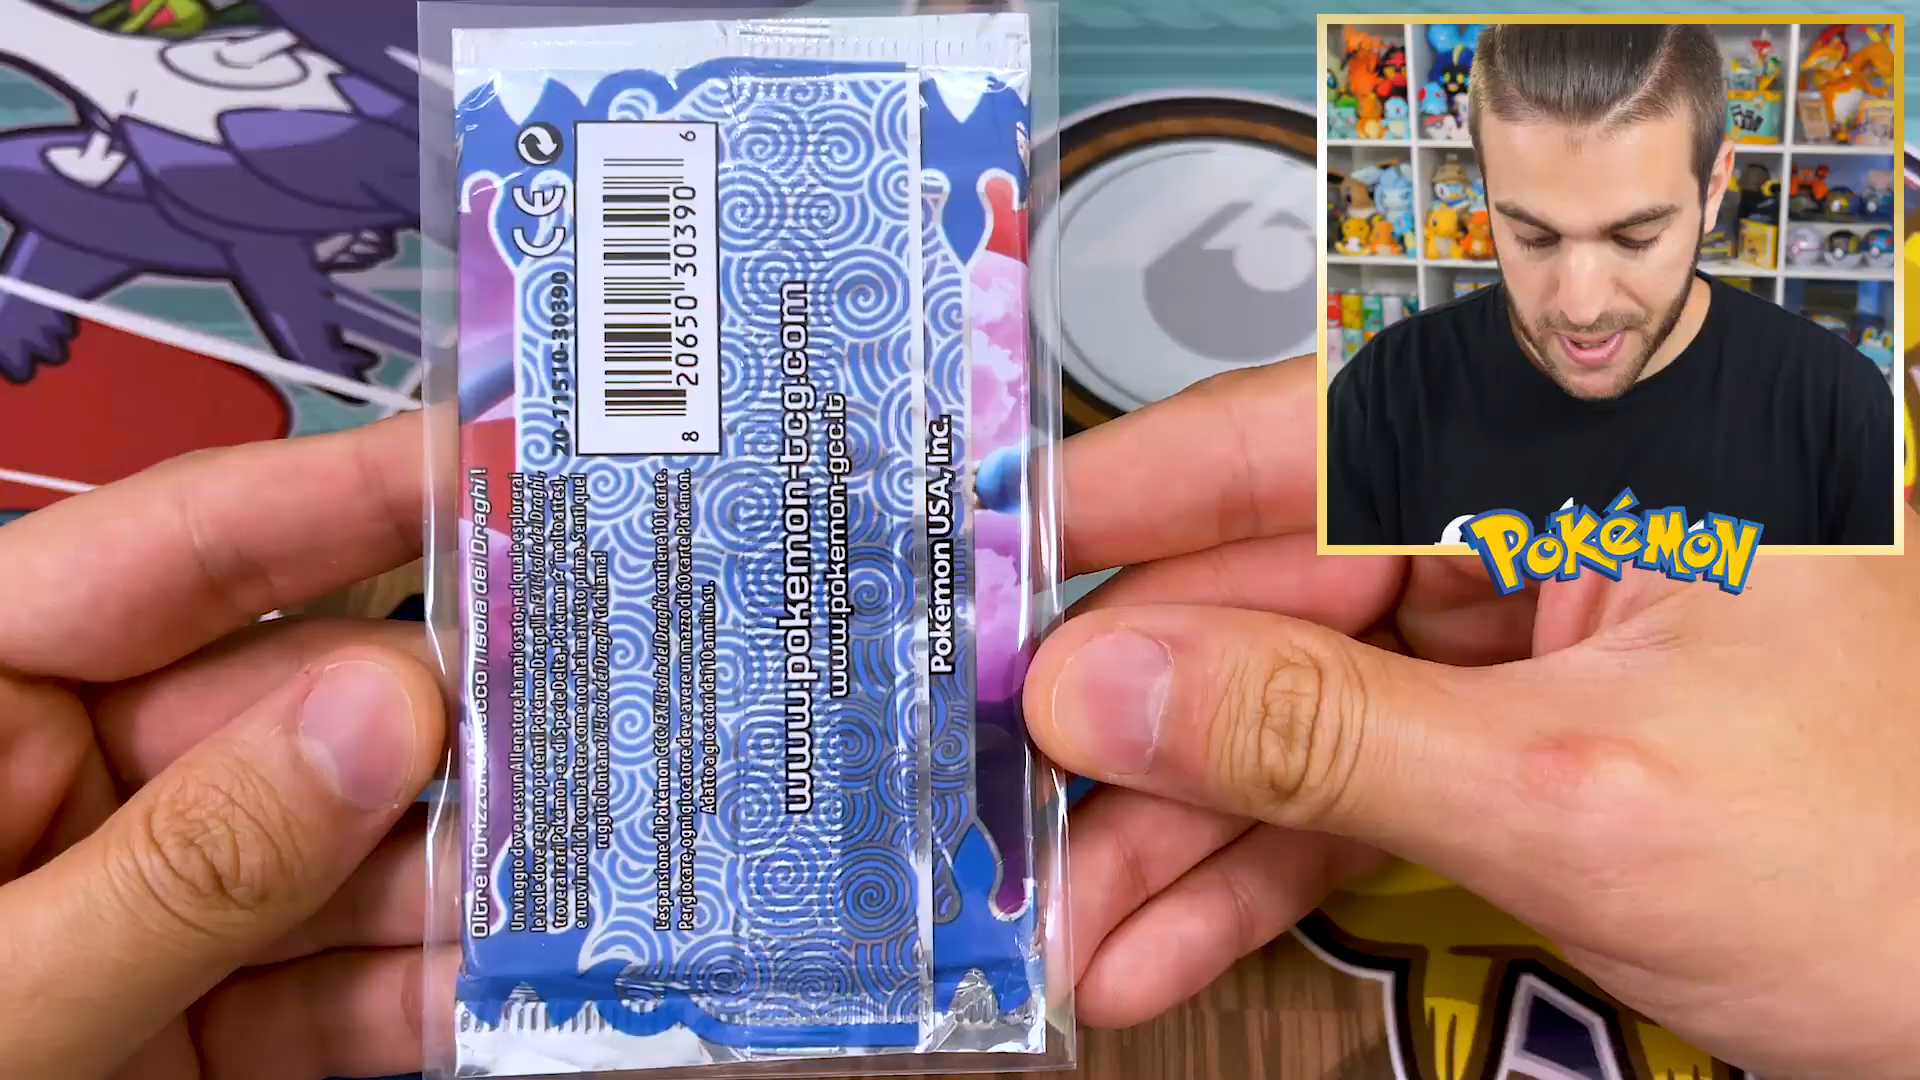 Oltre l'Orizzonte, ecco l'Isola dei Draghi!
Un viaggio dove nessun Allenatore ha mai osato, nel quale esplorerai
le isole dove regnano potenti Pokémon Drago! In EX L'Isola dei Draghi,
troverai rari Pokémon-ex di Specie Delta, Pokémon ☆ molto attesi,
e nuovi modi di combattere come non hai mai visto prima. Senti quel
ruggito lontano? L'Isola dei Draghi vi chiama!
L'espansione di Pokémon GCC: EX L'Isola dei Draghi contiene 101 carte.
Per giocare, ogni giocatore deve avere un mazzo di 60 carte Pokémon.
Adatto a giocatori dai 10 anni in su.
CE
20-11510-30390
8 20650 30390 6
www.pokemon-tcg.com
www.pokemon-gcc.it
Pokémon USA, Inc.
POKéMON